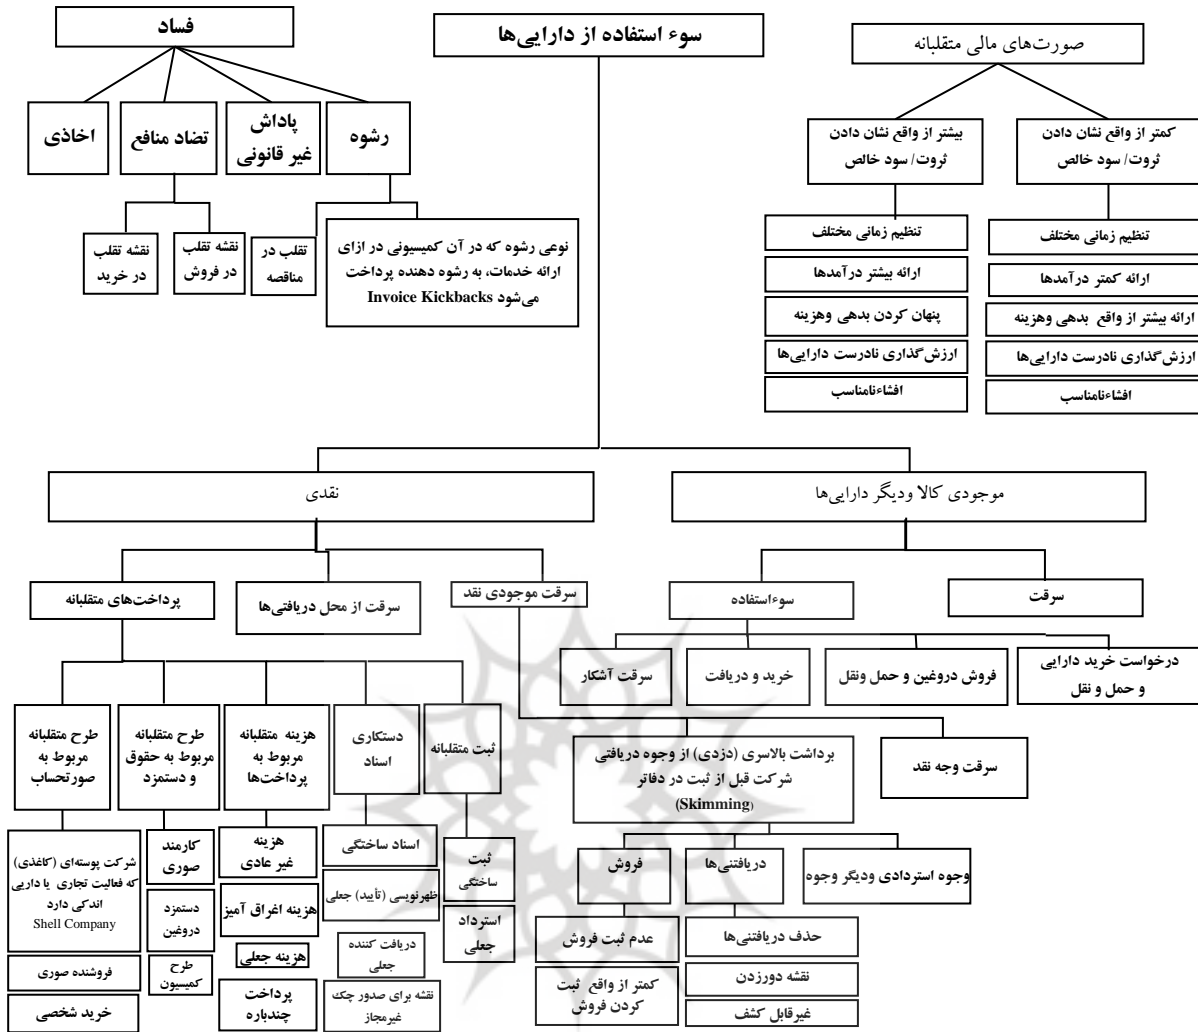 صورت‌های مالی متقلبانه
کمتر از واقع نشان دادن
ثروت/ سود خالص
تنظیم زمانی مختلف
ارائه کمتر درآمدها
ارائه بیشتر از واقع بدهی وهزینه
ارزش‌گذاری نادرست دارایی‌ها
افشاءنامناسب
بیشتر از واقع نشان دادن
ثروت/ سود خالص
تنظیم زمانی مختلف
ارائه بیشتر درآمدها
پنهان کردن بدهی وهزینه
ارزش‌گذاری نادرست دارایی‌ها
افشاءنامناسب
سوء استفاده از دارایی‌ها
فساد
رشوه
پاداش
غیر قانونی
تضاد منافع
اخاذی
نوعی رشوه که در آن کمیسیونی در ازای
ارائه خدمات، به رشوه دهنده پرداخت
می‌شود Invoice Kickbacks
تقلب در
مناقصه
نقشه تقلب
در فروش
نقشه تقلب
در خرید
موجودی کالا ودیگر دارایی‌ها
سرقت
سوءاستفاده
درخواست خرید دارایی
و حمل و نقل
فروش دروغین و حمل ونقل
خرید و دریافت
سرقت آشکار
نقدی
سرقت موجودی نقد
سرقت از محل دریافتی‌ها
پرداخت‌های متقلبانه
سرقت وجه نقد
برداشت بالاسری (دزدی) از وجوه دریافتی
شرکت قبل از ثبت در دفاتر
(Skimming)
وجوه استردادی ودیگر وجوه
دریافتنی‌ها
حذف دریافتنی‌ها
نقشه دورزدن
غیرقابل کشف
فروش
عدم ثبت فروش
کمتر از واقع ثبت
کردن فروش
ثبت متقلبانه
ثبت
ساختگی
استرداد
جعلی
دستکاری
اسناد
اسناد ساختگی
ظهرنویسی (تأیید) جعلی
دریافت کننده
جعلی
نقشه برای صدور چک
غیرمجاز
هزینه متقلبانه
مربوط به
پرداخت‌ها
هزینه
غیر عادی
هزینه اغراق آمیز
هزینه جعلی
پرداخت
چندباره
طرح متقلبانه
مربوط به حقوق
و دستمزد
کارمند
صوری
دستمزد
دروغین
طرح
کمیسیون
طرح متقلبانه
مربوط به
صورتحساب
شرکت پوسته‌ای (کاغذی)
که فعالیت تجاری یا داریی
اندکی دارد
Shell Company
فروشنده صوری
خرید شخصی